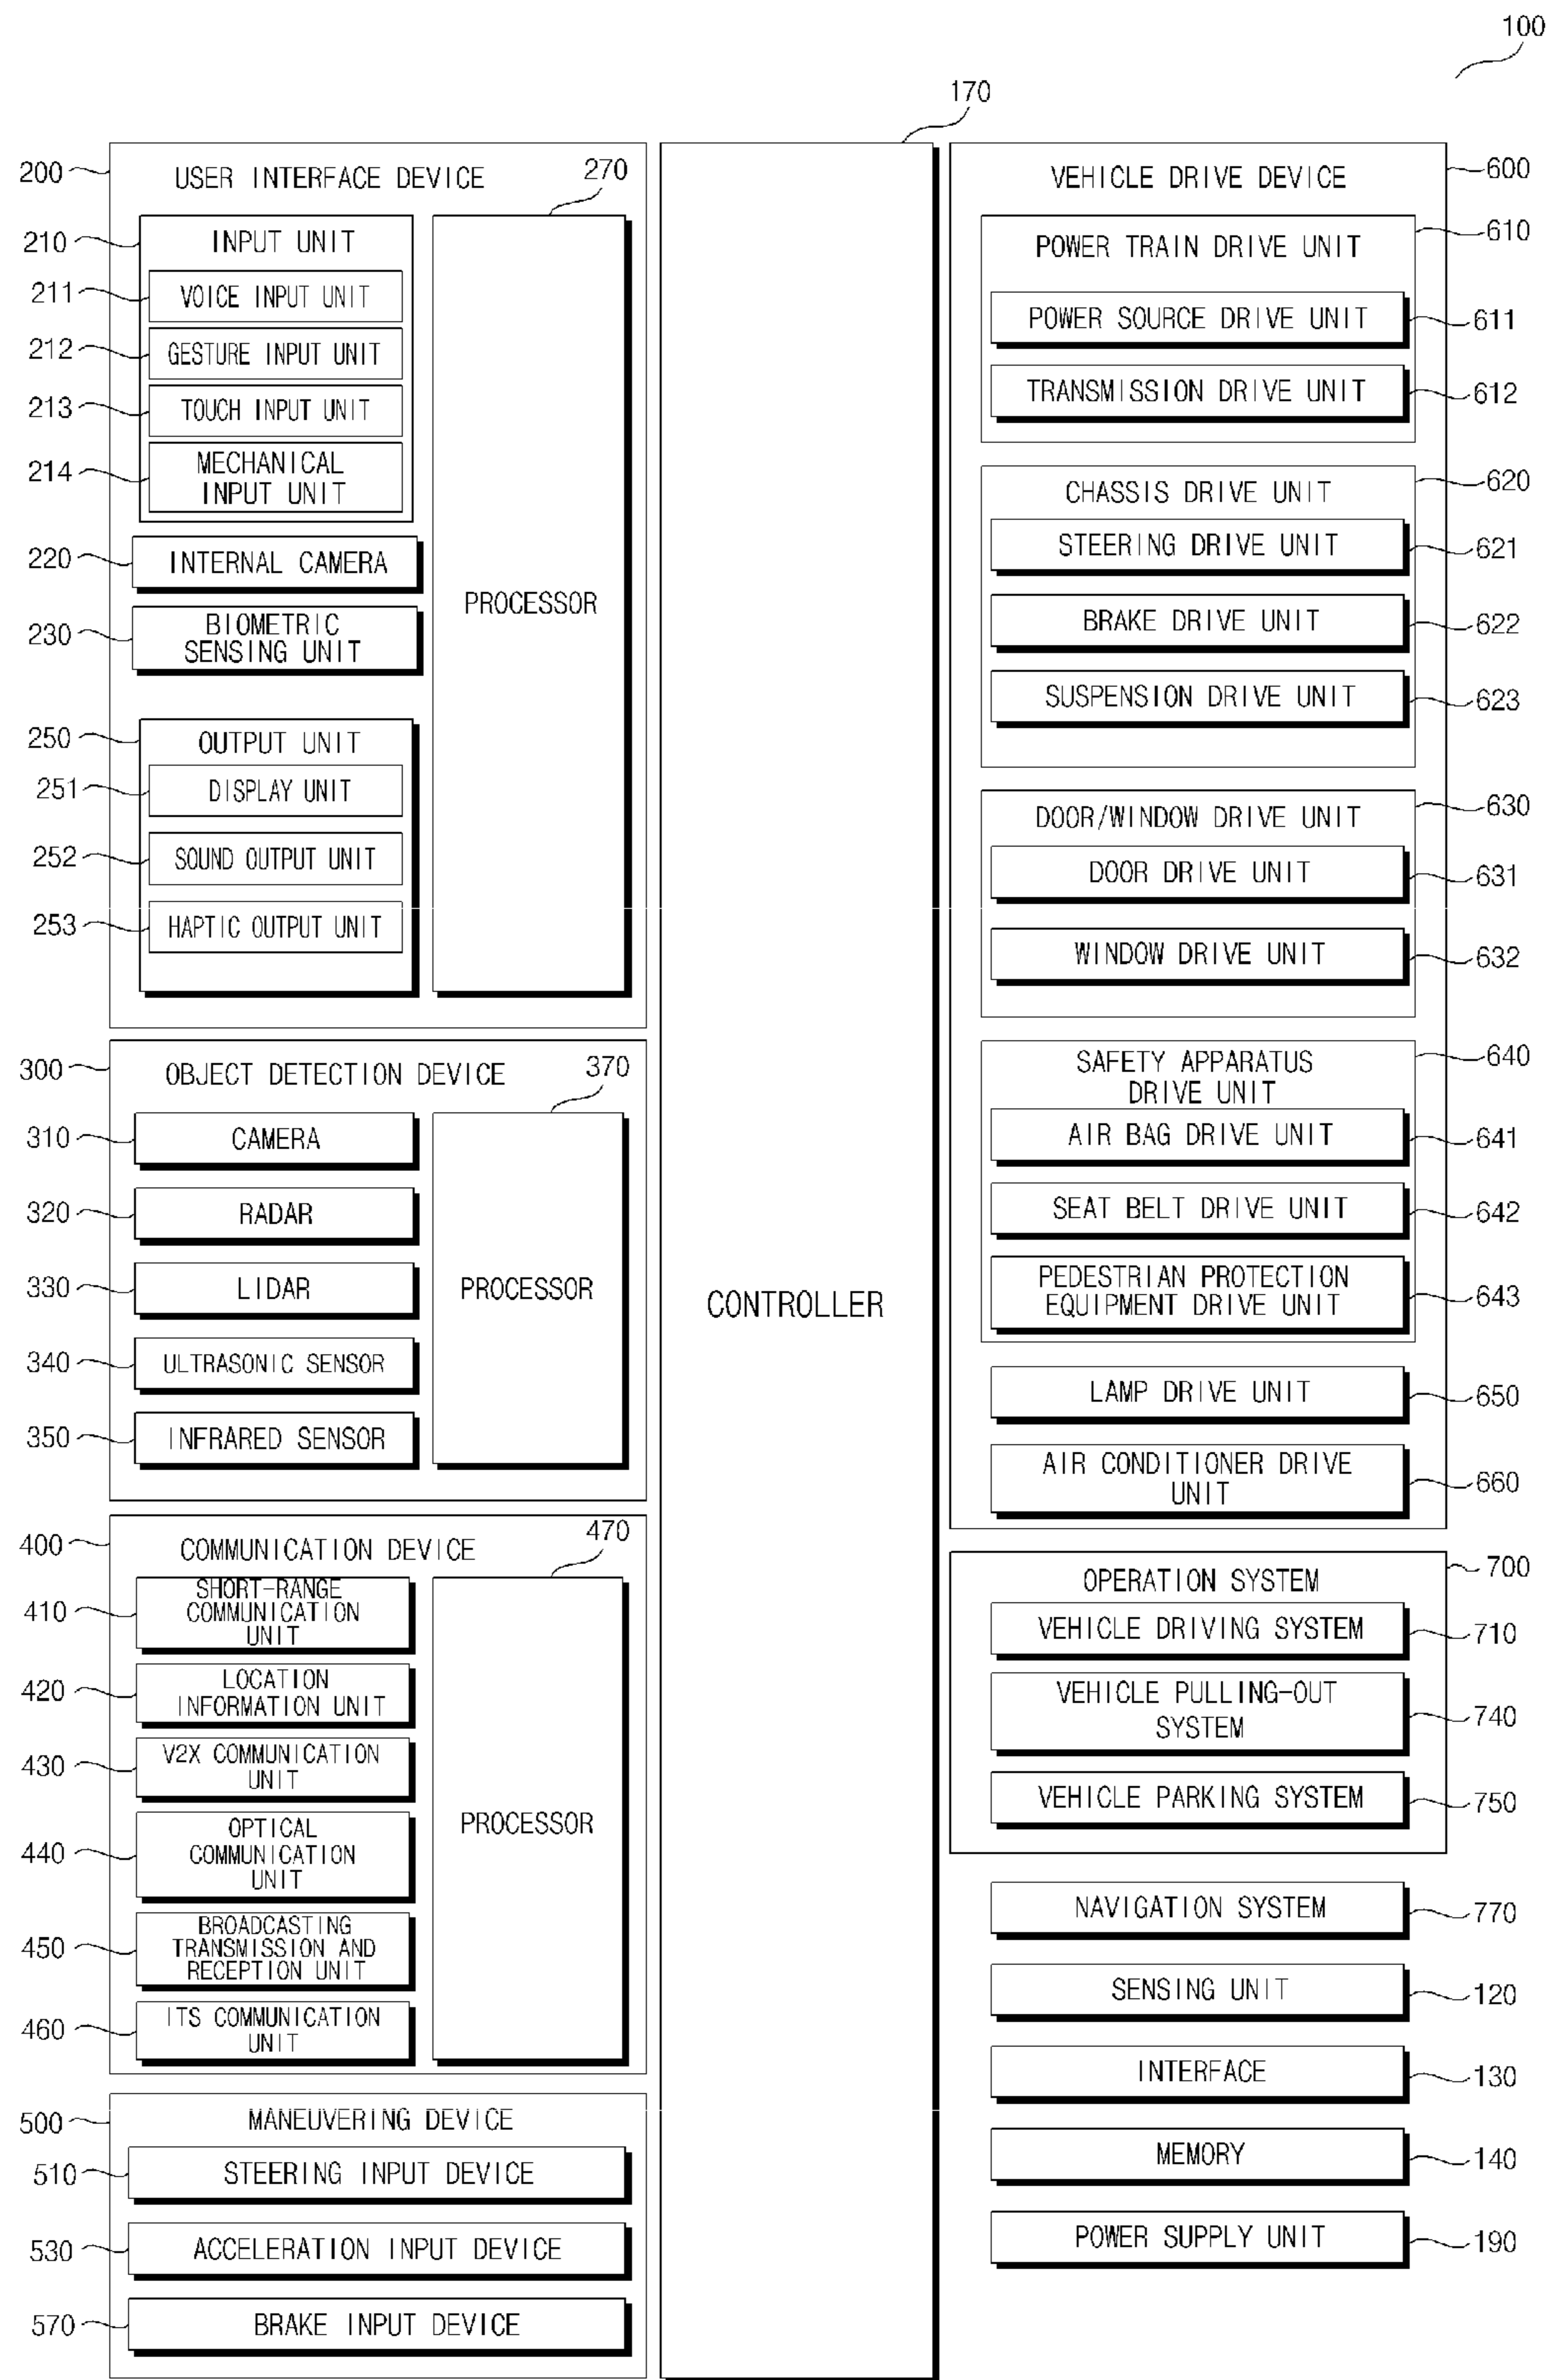 100
170
200
USER INTERFACE DEVICE
270
210
INPUT UNIT
211
VOICE INPUT UNIT
212
GESTURE INPUT UNIT
213
TOUCH INPUT UNIT
214
MECHANICAL
INPUT UNIT
220
INTERNAL CAMERA
230
BIOMETRIC
SENSING UNIT
PROCESSOR
250
OUTPUT UNIT
251
DISPLAY UNIT
252
SOUND OUTPUT UNIT
253
HAPTIC OUTPUT UNIT
300
OBJECT DETECTION DEVICE
370
310
CAMERA
320
RADAR
330
LIDAR
340
ULTRASONIC SENSOR
350
INFRARED SENSOR
PROCESSOR
400
COMMUNICATION DEVICE
470
410
SHORT-RANGE
COMMUNICATION
UNIT
420
LOCATION
INFORMATION UNIT
430
V2X COMMUNICATION
UNIT
440
OPTICAL
COMMUNICATION
UNIT
450
BROADCASTING
TRANSMISSION AND
RECEPTION UNIT
460
ITS COMMUNICATION
UNIT
PROCESSOR
500
MANEUVERING DEVICE
510
STEERING INPUT DEVICE
530
ACCELERATION INPUT DEVICE
570
BRAKE INPUT DEVICE
CONTROLLER
VEHICLE DRIVE DEVICE
600
POWER TRAIN DRIVE UNIT
610
POWER SOURCE DRIVE UNIT
611
TRANSMISSION DRIVE UNIT
612
CHASSIS DRIVE UNIT
620
STEERING DRIVE UNIT
621
BRAKE DRIVE UNIT
622
SUSPENSION DRIVE UNIT
623
DOOR/WINDOW DRIVE UNIT
630
DOOR DRIVE UNIT
631
WINDOW DRIVE UNIT
632
SAFETY APPARATUS
DRIVE UNIT
640
AIR BAG DRIVE UNIT
641
SEAT BELT DRIVE UNIT
642
PEDESTRIAN PROTECTION
EQUIPMENT DRIVE UNIT
643
LAMP DRIVE UNIT
650
AIR CONDITIONER DRIVE
UNIT
660
OPERATION SYSTEM
700
VEHICLE DRIVING SYSTEM
710
VEHICLE PULLING-OUT
SYSTEM
740
VEHICLE PARKING SYSTEM
750
NAVIGATION SYSTEM
770
SENSING UNIT
120
INTERFACE
130
MEMORY
140
POWER SUPPLY UNIT
190